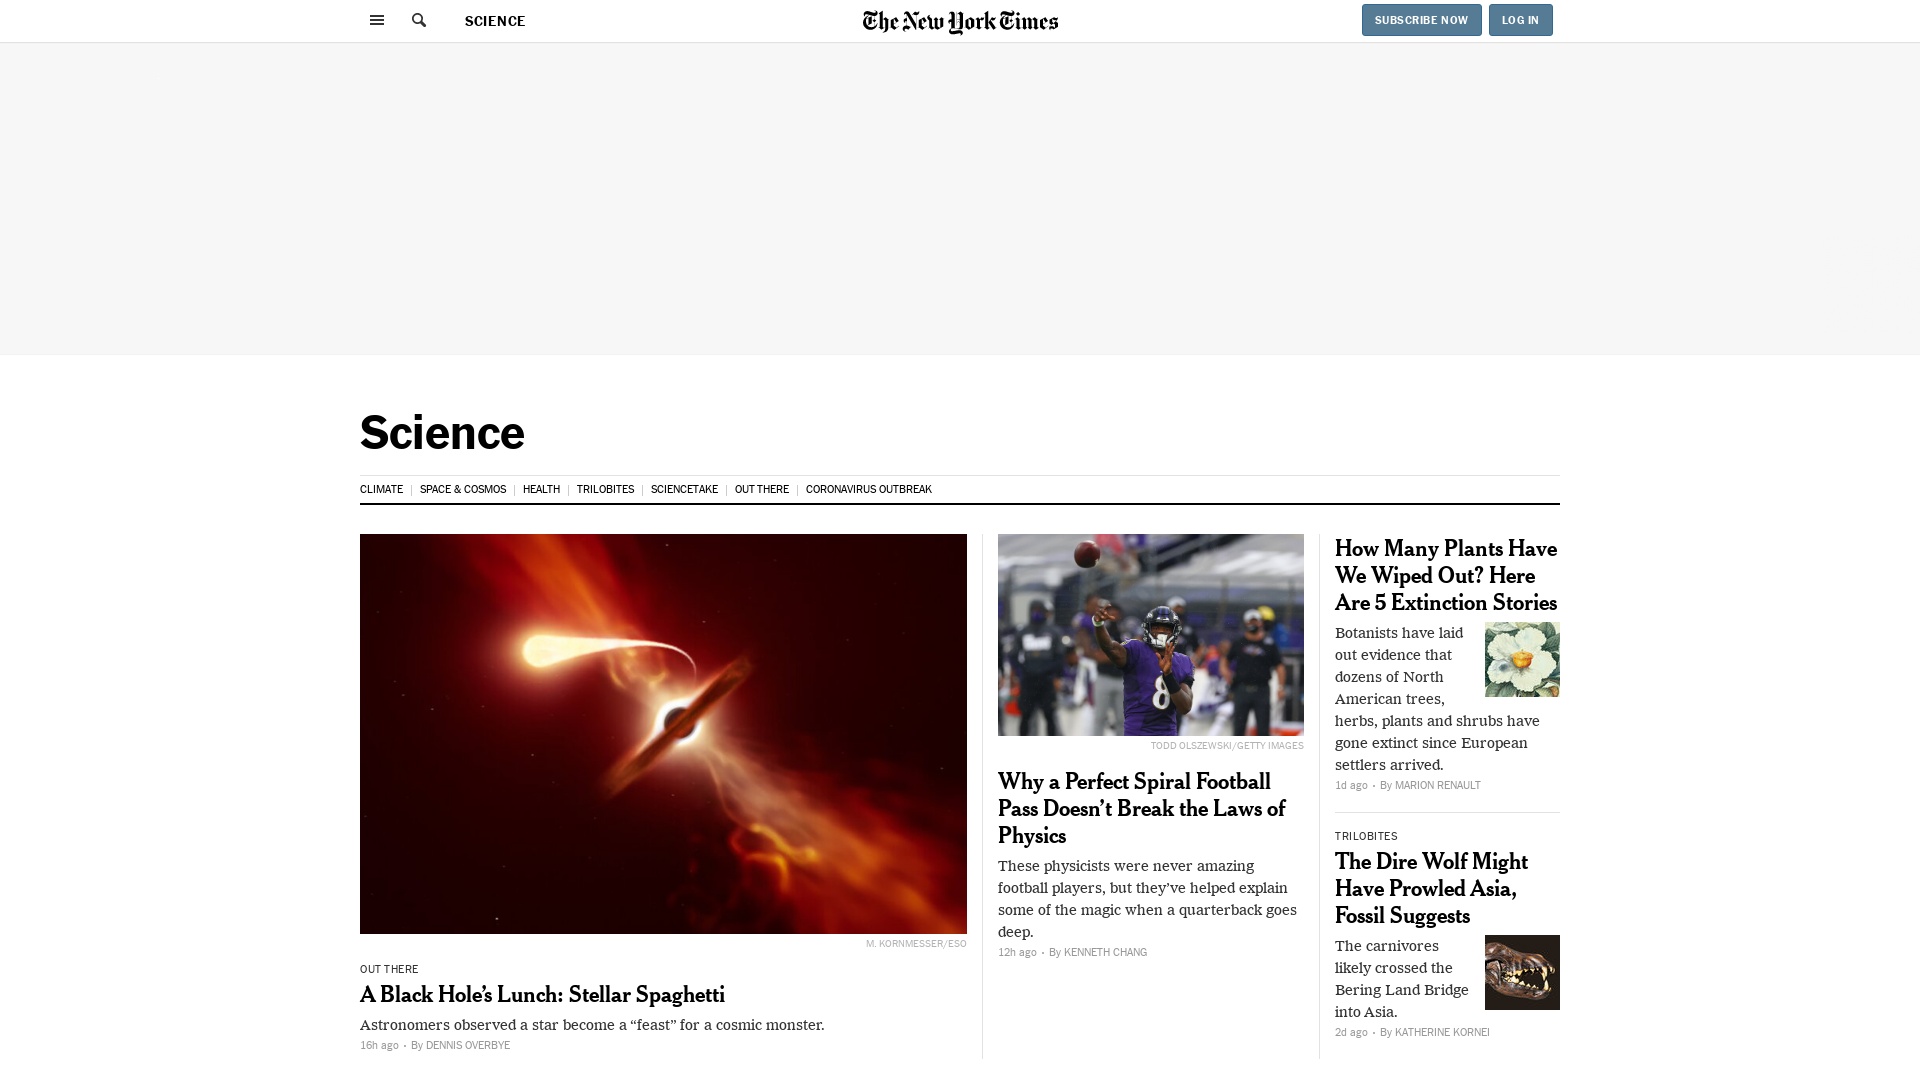 SCIENCE
The New York Times
SUBSCRIBE NOW
LOG IN
Science
CLIMATE
SPACE & COSMOS
HEALTH
TRILOBITES
SCIENCETAKE
OUT THERE
CORONAVIRUS OUTBREAK
M. KORNMESSER/ESO
OUT THERE
A Black Hole’s Lunch: Stellar Spaghetti
Astronomers observed a star become a “feast” for a cosmic monster.
16h ago • By DENNIS OVERBYE
8
TODD OLSZEWSKI/GETTY IMAGES
Why a Perfect Spiral Football
Pass Doesn’t Break the Laws of
Physics
These physicists were never amazing
football players, but they’ve helped explain
some of the magic when a quarterback goes
deep.
12h ago • By KENNETH CHANG
How Many Plants Have
We Wiped Out? Here
Are 5 Extinction Stories
Botanists have laid
out evidence that
dozens of North
American trees,
herbs, plants and shrubs have
gone extinct since European
settlers arrived.
1d ago • By MARION RENAULT
TRILOBITES
The Dire Wolf Might
Have Prowled Asia,
Fossil Suggests
The carnivores
likely crossed the
Bering Land Bridge
into Asia.
2d ago • By KATHERINE KORNEI